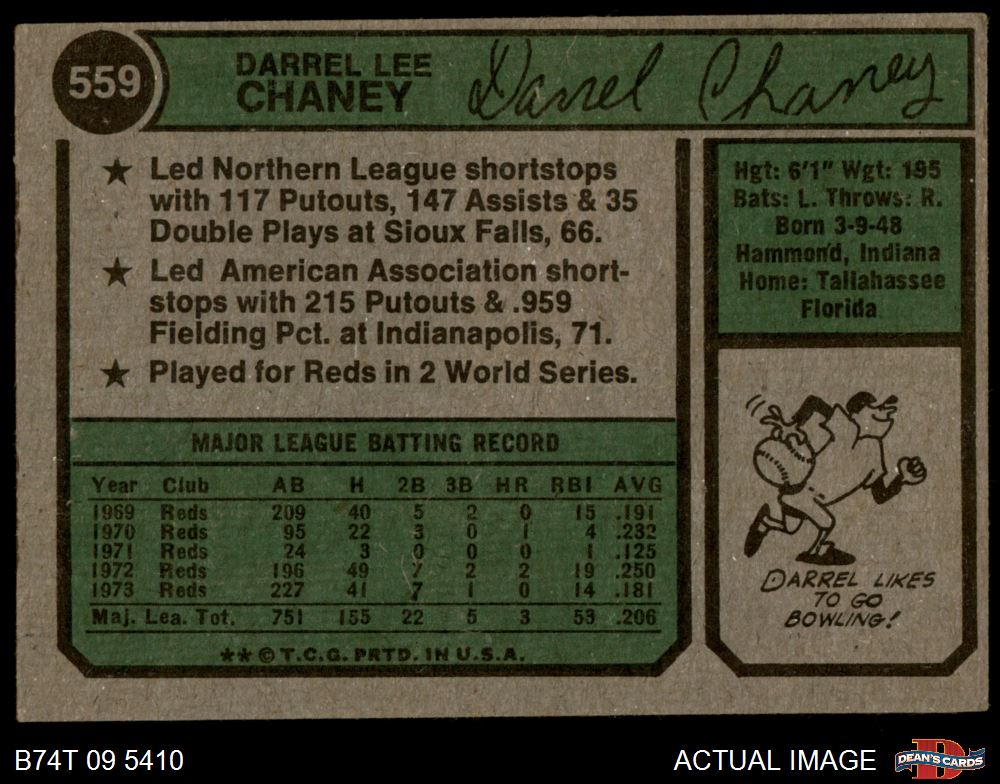 559
DARREL LEE
CHANEY
Darrel Chaney
★ Led Northern League shortstops
with 117 Putouts, 147 Assists & 35
Double Plays at Sioux Falls, 66.
★ Led American Association short-
stops with 215 Putouts & .959
Fielding Pct. at Indianapolis, 71.
★ Played for Reds in 2 World Series.
Hgt: 6'1" Wgt: 195
Bats: L. Throws: R.
Born 3-9-48
Hammond, Indiana
Home: Tallahassee
Florida
MAJOR LEAGUE BATTING RECORD
Year Club AB H 2B 3B HR RBI AVG
1969 Reds 209 40 5 2 0 15 .191
1970 Reds 95 22 3 0 1 4 .232
1971 Reds 24 3 0 0 0 1 .125
1972 Reds 196 49 7 2 2 19 .250
1973 Reds 227 41 7 1 0 14 .181
Maj. Lea. Tot. 751 155 22 5 3 53 .206
★★ © T.C.G. PRTD. IN U.S.A.
DARREL LIKES
TO GO
BOWLING!
B74T 09 5410
ACTUAL IMAGE
D
DEAN'S CARDS